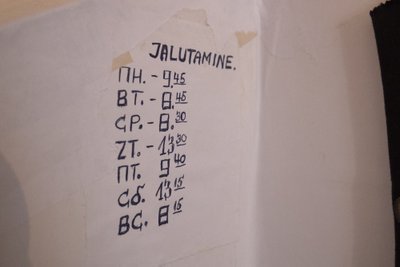 JALUTAMINE.
ПН. - 9.45
ВТ. - 8.45
СР. - 8.30
ZT. - 13.30
ПТ. 9 40
Сб. 13 15
ВС. 8 15